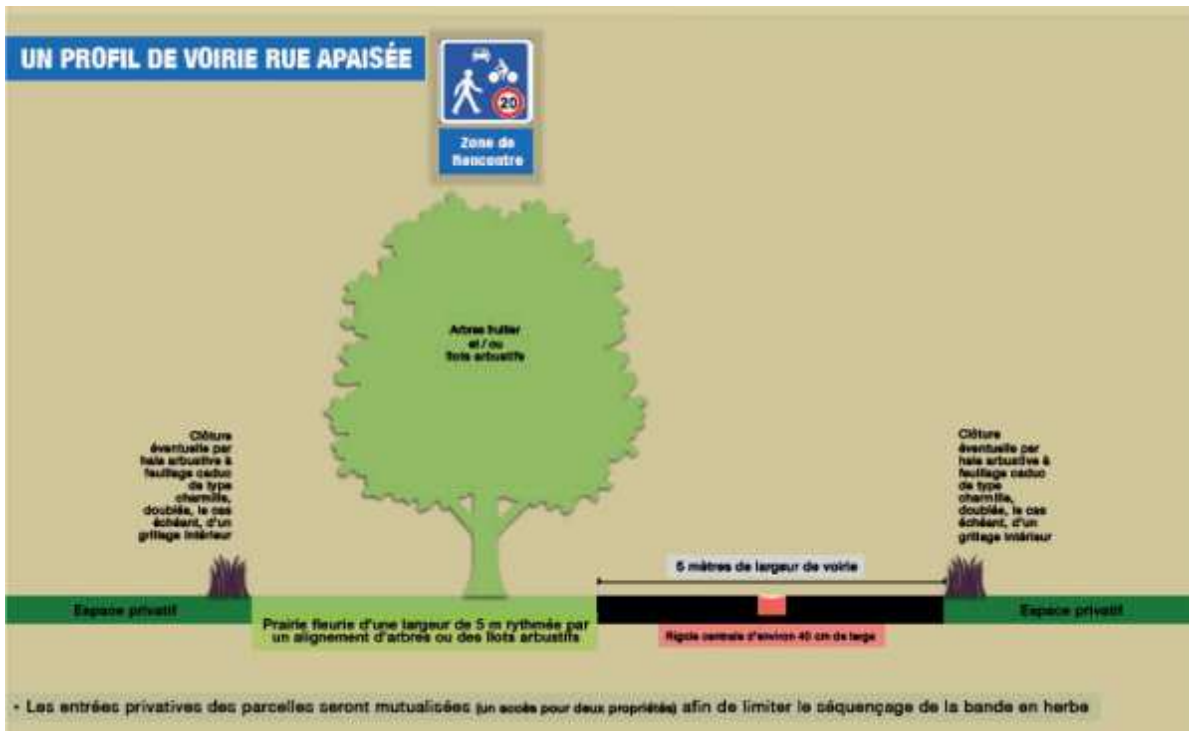 UN PROFIL DE VOIRIE RUE APAISÉE
20
Zone de
Rencontre
Arbres fruitier
et / ou
îlots arbustifs
Clôture
éventuelle par
haie arbustive à
feuillage caduc
de type
charmille,
doublée, le cas
échéant, d'un
grillage intérieur
Clôture
éventuelle par
haie arbustive à
feuillage caduc
de type
charmille,
doublée, le cas
échéant, d'un
grillage intérieur
5 mètres de largeur de voirie
Espace privatif
Prairie fleurie d'une largeur de 5 m rythmée par
un alignement d'arbres ou des îlots arbustifs
Rigole centrale d'environ 40 cm de large
Espace privatif
• Les entrées privatives des parcelles seront mutualisées (un accès pour deux propriétés) afin de limiter le séquençage de la bande en herbe